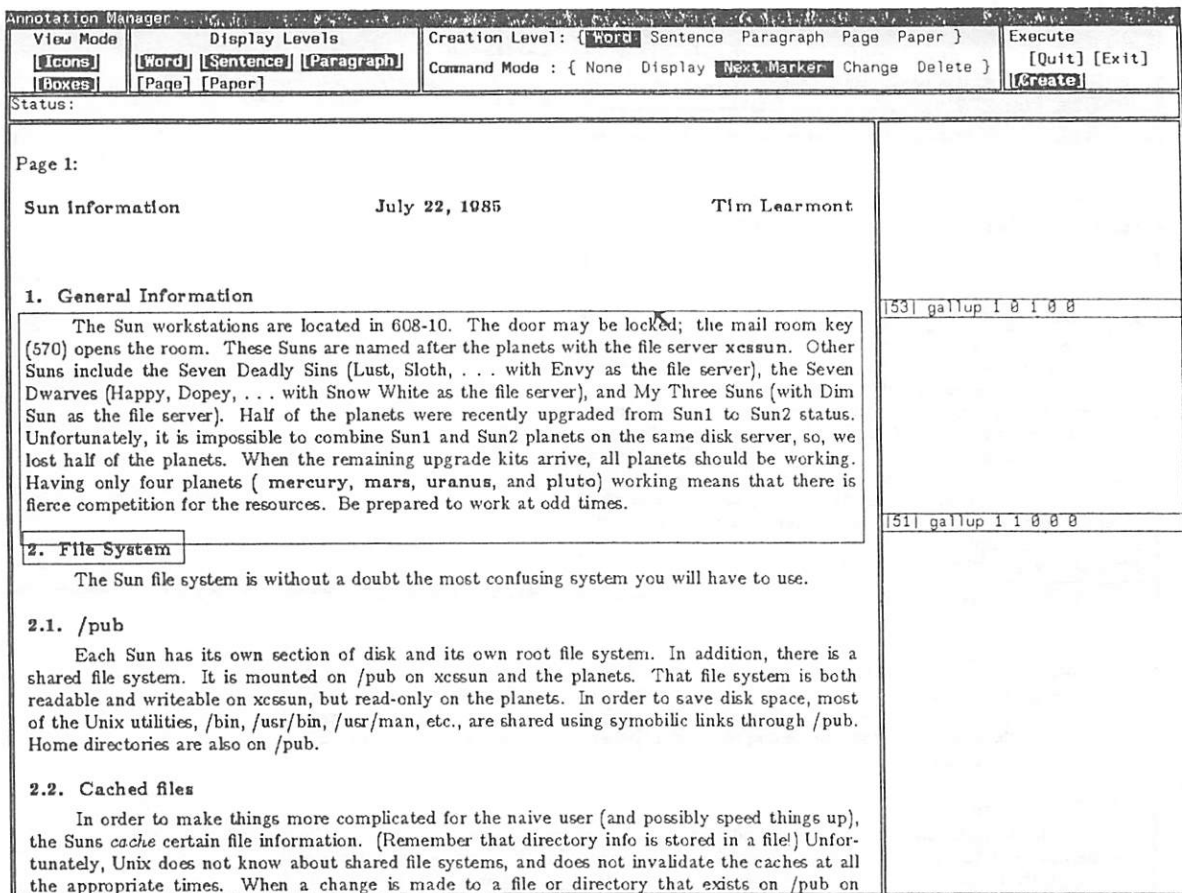 Annotation Manager
View Mode Display Levels Creation Level: { Word Sentence Paragraph Page Paper } Execute
[Icons] [Word] [Sentence] [Paragraph] Command Mode : { None Display Next Marker Change Delete } [Quit] [Exit]
[Boxes] [Page] [Paper] [Create]
Status:
Page 1:
Sun Information July 22, 1985 Tim Learmont
1. General Information
|53| gallup 1 0 1 0 0
The Sun workstations are located in 608-10. The door may be locked; the mail room key
(570) opens the room. These Suns are named after the planets with the file server xcssun. Other
Suns include the Seven Deadly Sins (Lust, Sloth, . . . with Envy as the file server), the Seven
Dwarves (Happy, Dopey, . . . with Snow White as the file server), and My Three Suns (with Dim
Sun as the file server). Half of the planets were recently upgraded from Sun1 to Sun2 status.
Unfortunately, it is impossible to combine Sun1 and Sun2 planets on the same disk server, so, we
lost half of the planets. When the remaining upgrade kits arrive, all planets should be working.
Having only four planets ( mercury, mars, uranus, and pluto) working means that there is
fierce competition for the resources. Be prepared to work at odd times.
|51| gallup 1 1 0 0 0
2. File System
The Sun file system is without a doubt the most confusing system you will have to use.
2.1. /pub
Each Sun has its own section of disk and its own root file system. In addition, there is a
shared file system. It is mounted on /pub on xcssun and the planets. That file system is both
readable and writeable on xcssun, but read-only on the planets. In order to save disk space, most
of the Unix utilities, /bin, /usr/bin, /usr/man, etc., are shared using symobilic links through /pub.
Home directories are also on /pub.
2.2. Cached files
In order to make things more complicated for the naive user (and possibly speed things up),
the Suns cache certain file information. (Remember that directory info is stored in a file!) Unfor-
tunately, Unix does not know about shared file systems, and does not invalidate the caches at all
the appropriate times. When a change is made to a file or directory that exists on /pub on